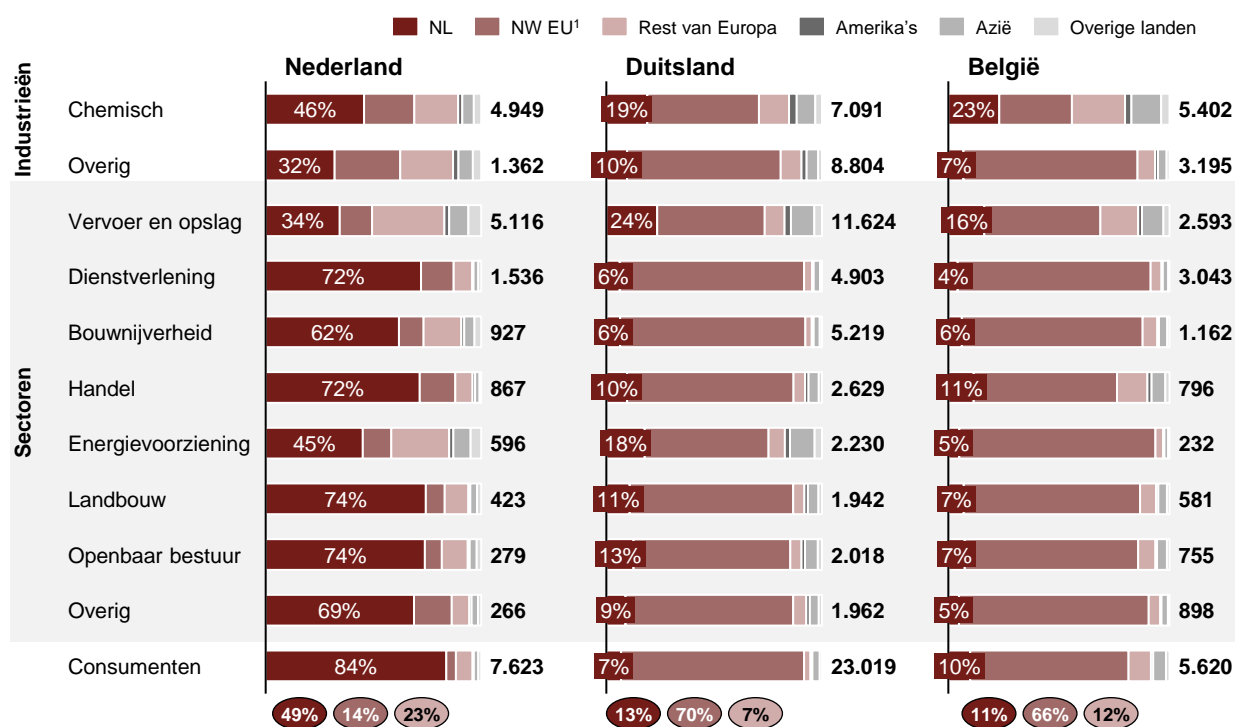 NL NW EU¹ Rest van Europa Amerika's Azië Overige landen
Nederland Duitsland België
Industrieën
Chemisch 46% 4.949 19% 7.091 23% 5.402
Overig 32% 1.362 10% 8.804 7% 3.195
Sectoren
Vervoer en opslag 34% 5.116 24% 11.624 16% 2.593
Dienstverlening 72% 1.536 6% 4.903 4% 3.043
Bouwnijverheid 62% 927 6% 5.219 6% 1.162
Handel 72% 867 10% 2.629 11% 796
Energievoorziening 45% 596 18% 2.230 5% 232
Landbouw 74% 423 11% 1.942 7% 581
Openbaar bestuur 74% 279 13% 2.018 7% 755
Overig 69% 266 9% 1.962 5% 898
Consumenten 84% 7.623 7% 23.019 10% 5.620
49% 14% 23% 13% 70% 7% 11% 66% 12%